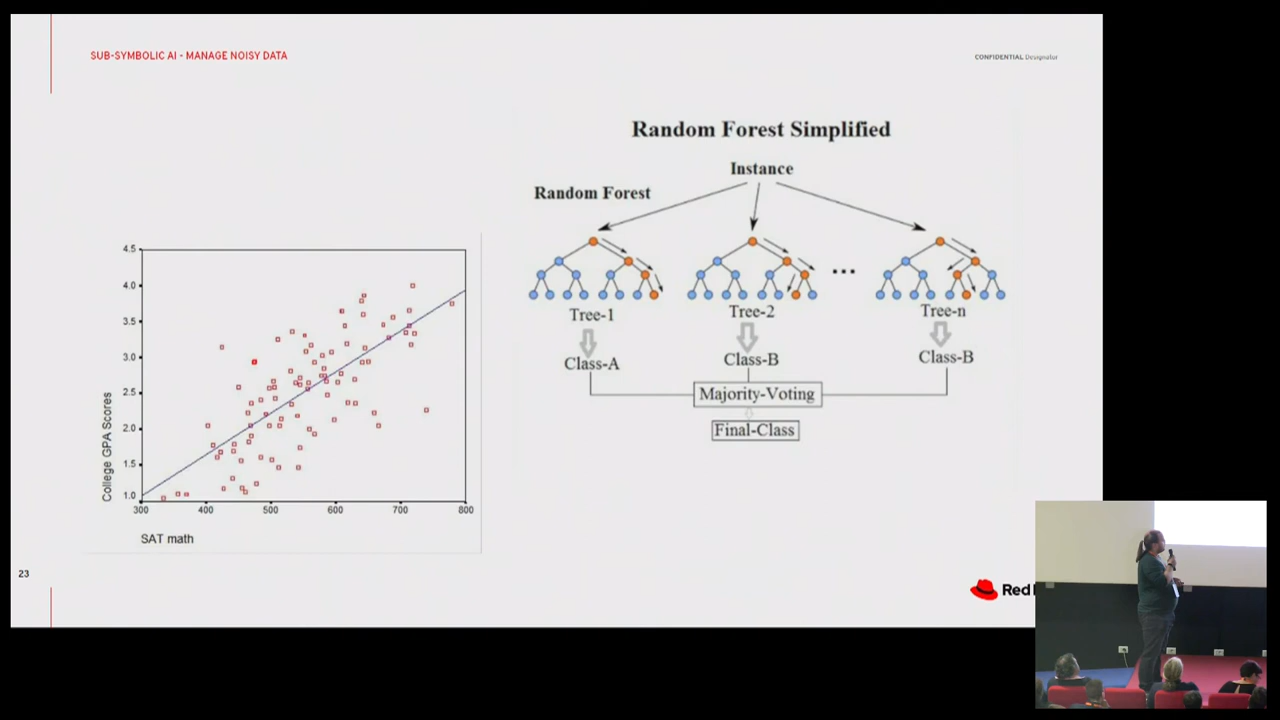 SUB-SYMBOLIC AI - MANAGE NOISY DATA
CONFIDENTIAL Designator
Random Forest Simplified
Instance
Random Forest
Tree-1
Tree-2
Tree-n
Class-A
Class-B
Class-B
Majority-Voting
Final-Class
4.5
4.0
3.5
3.0
2.5
2.0
1.5
1.0
College GPA Scores
300 400 500 600 700 800
SAT math
23
Red